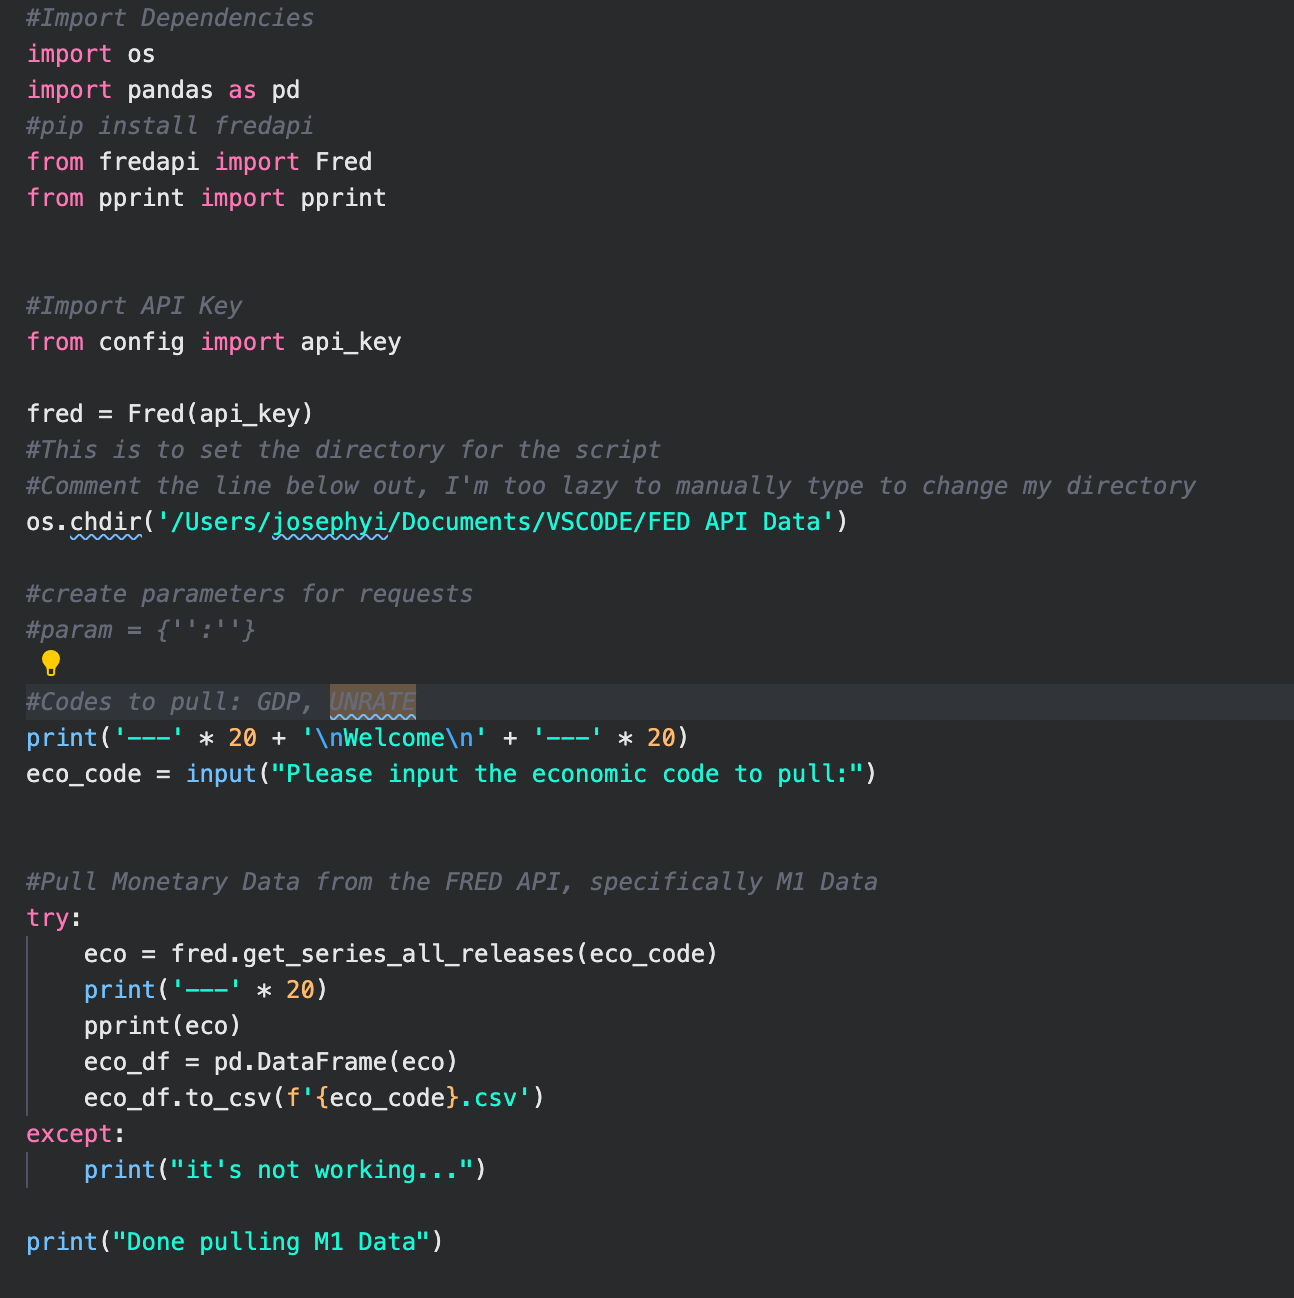 #Import Dependencies
import os
import pandas as pd
#pip install fredapi
from fredapi import Fred
from pprint import pprint
#Import API Key
from config import api_key
fred = Fred(api_key)
#This is to set the directory for the script
#Comment the line below out, I'm too lazy to manually type to change my directory
os.chdir('/Users/josephyi/Documents/VSCODE/FED API Data')
#create parameters for requests
#param = {'':''}
#Codes to pull: GDP, UNRATE
print('---' * 20 + '\nWelcome\n' + '---' * 20)
eco_code = input("Please input the economic code to pull:")
#Pull Monetary Data from the FRED API, specifically M1 Data
try:
    eco = fred.get_series_all_releases(eco_code)
    print('---' * 20)
    pprint(eco)
    eco_df = pd.DataFrame(eco)
    eco_df.to_csv(f'{eco_code}.csv')
except:
    print("it's not working...")
print("Done pulling M1 Data")